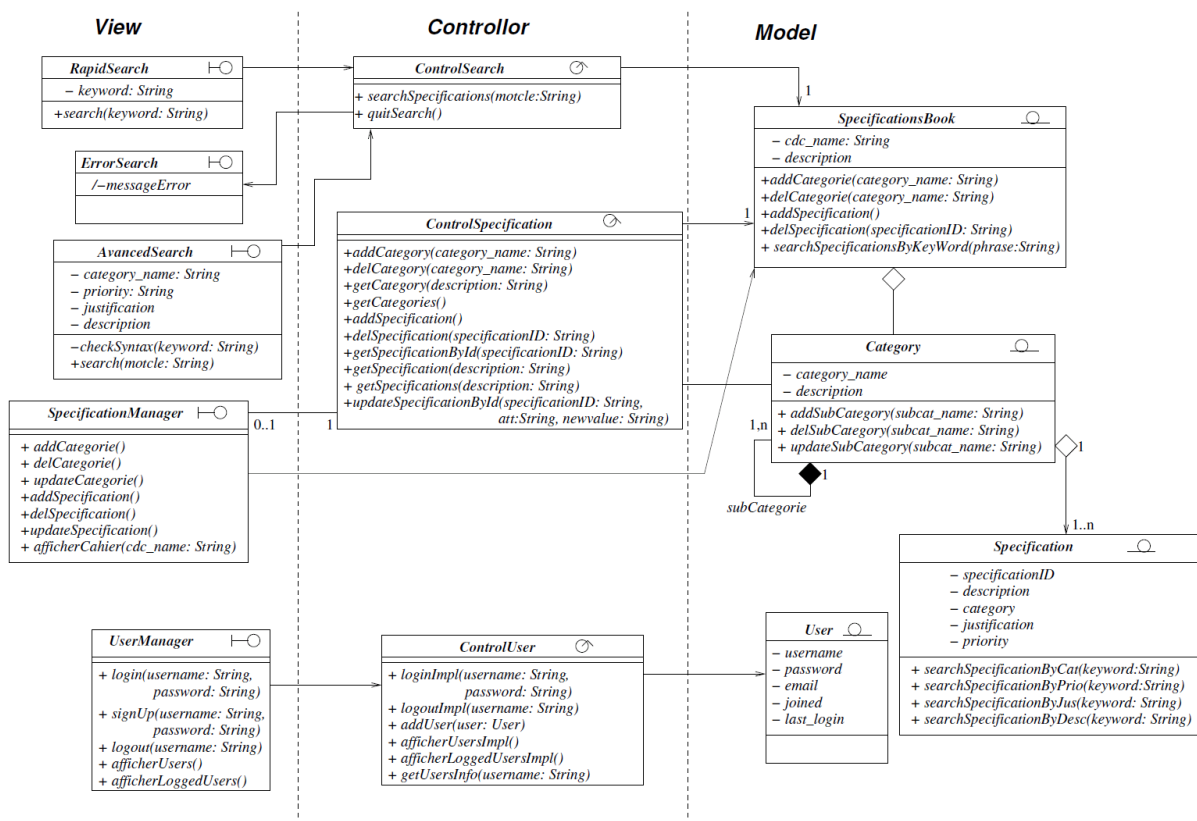 View
Controllor
Model
RapidSearch
− keyword: String
+search(keyword: String)
ControlSearch
+ searchSpecifications(motcle:String)
+ quitSearch()
1
SpecificationsBook
− cdc_name: String
− description
+addCategorie(category_name: String)
+delCategorie(category_name: String)
+addSpecification()
+delSpecification(specificationID: String)
+ searchSpecificationsByKeyWord(phrase:String)
ErrorSearch
/−messageError
1
ControlSpecification
+addCategory(category_name: String)
+delCategory(category_name: String)
+getCategory(description: String)
+getCategories()
+addSpecification()
+delSpecification(specificationID: String)
+getSpecificationById(specificationID: String)
+getSpecification(description: String)
+ getSpecifications(description: String)
+updateSpecificationById(specificationID: String,
att:String, newvalue: String)
AvancedSearch
− category_name: String
− priority: String
− justification
− description
−checkSyntax(keyword: String)
+search(motcle: String)
Category
− category_name
− description
+ addSubCategory(subcat_name: String)
+ delSubCategory(subcat_name: String)
+ updateSubCategory(subcat_name: String)
1,n
1
1
subCategorie
1..n
SpecificationManager
0..1
1
+ addCategorie()
+ delCategorie()
+ updateCategorie()
+addSpecification()
+delSpecification()
+updateSpecification()
+ afficherCahier(cdc_name: String)
Specification
− specificationID
− description
− category
− justification
− priority
+ searchSpecificationByCat(keyword:String)
+ searchSpecificationByPrio(keyword:String)
+ searchSpecificationByJus(keyword: String)
+ searchSpecificationByDesc(keyword: String)
UserManager
+ login(username: String,
password: String)
+ signUp(username: String,
password: String)
+ logout(username: String)
+ afficherUsers()
+ afficherLoggedUsers()
ControlUser
+ loginImpl(username: String,
password: String)
+ logoutImpl(username: String)
+ addUser(user: User)
+ afficherUsersImpl()
+ afficherLoggedUsersImpl()
+ getUsersInfo(username: String)
User
− username
− password
− email
− joined
− last_login